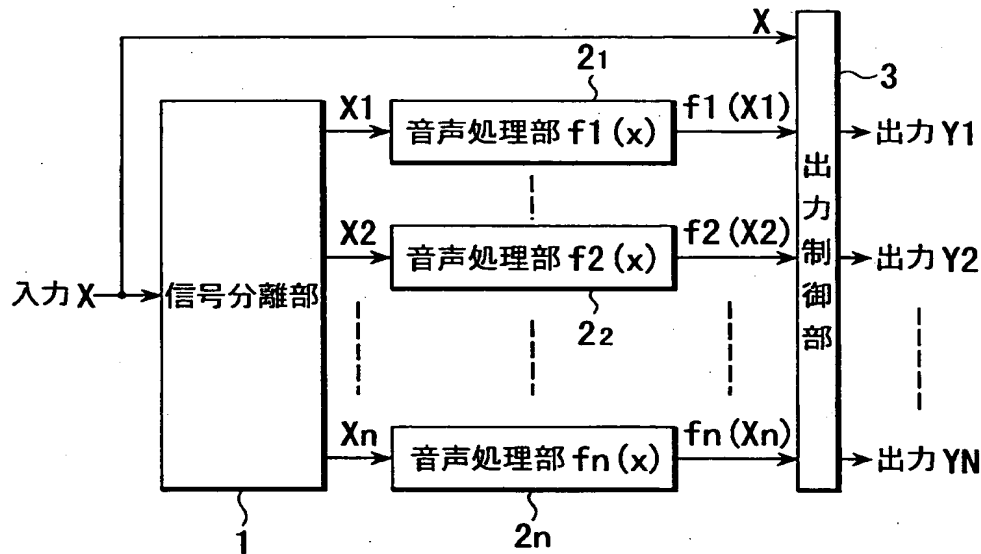 X
3
2₁
X1
音声処理部 f1(x)
f1(X1)
出力 Y1
X2
音声処理部 f2(x)
f2(X2)
出力 Y2
2₂
入力 X
信号分離部
出力制御部
Xn
音声処理部 fn(x)
fn(Xn)
出力 YN
1
2n